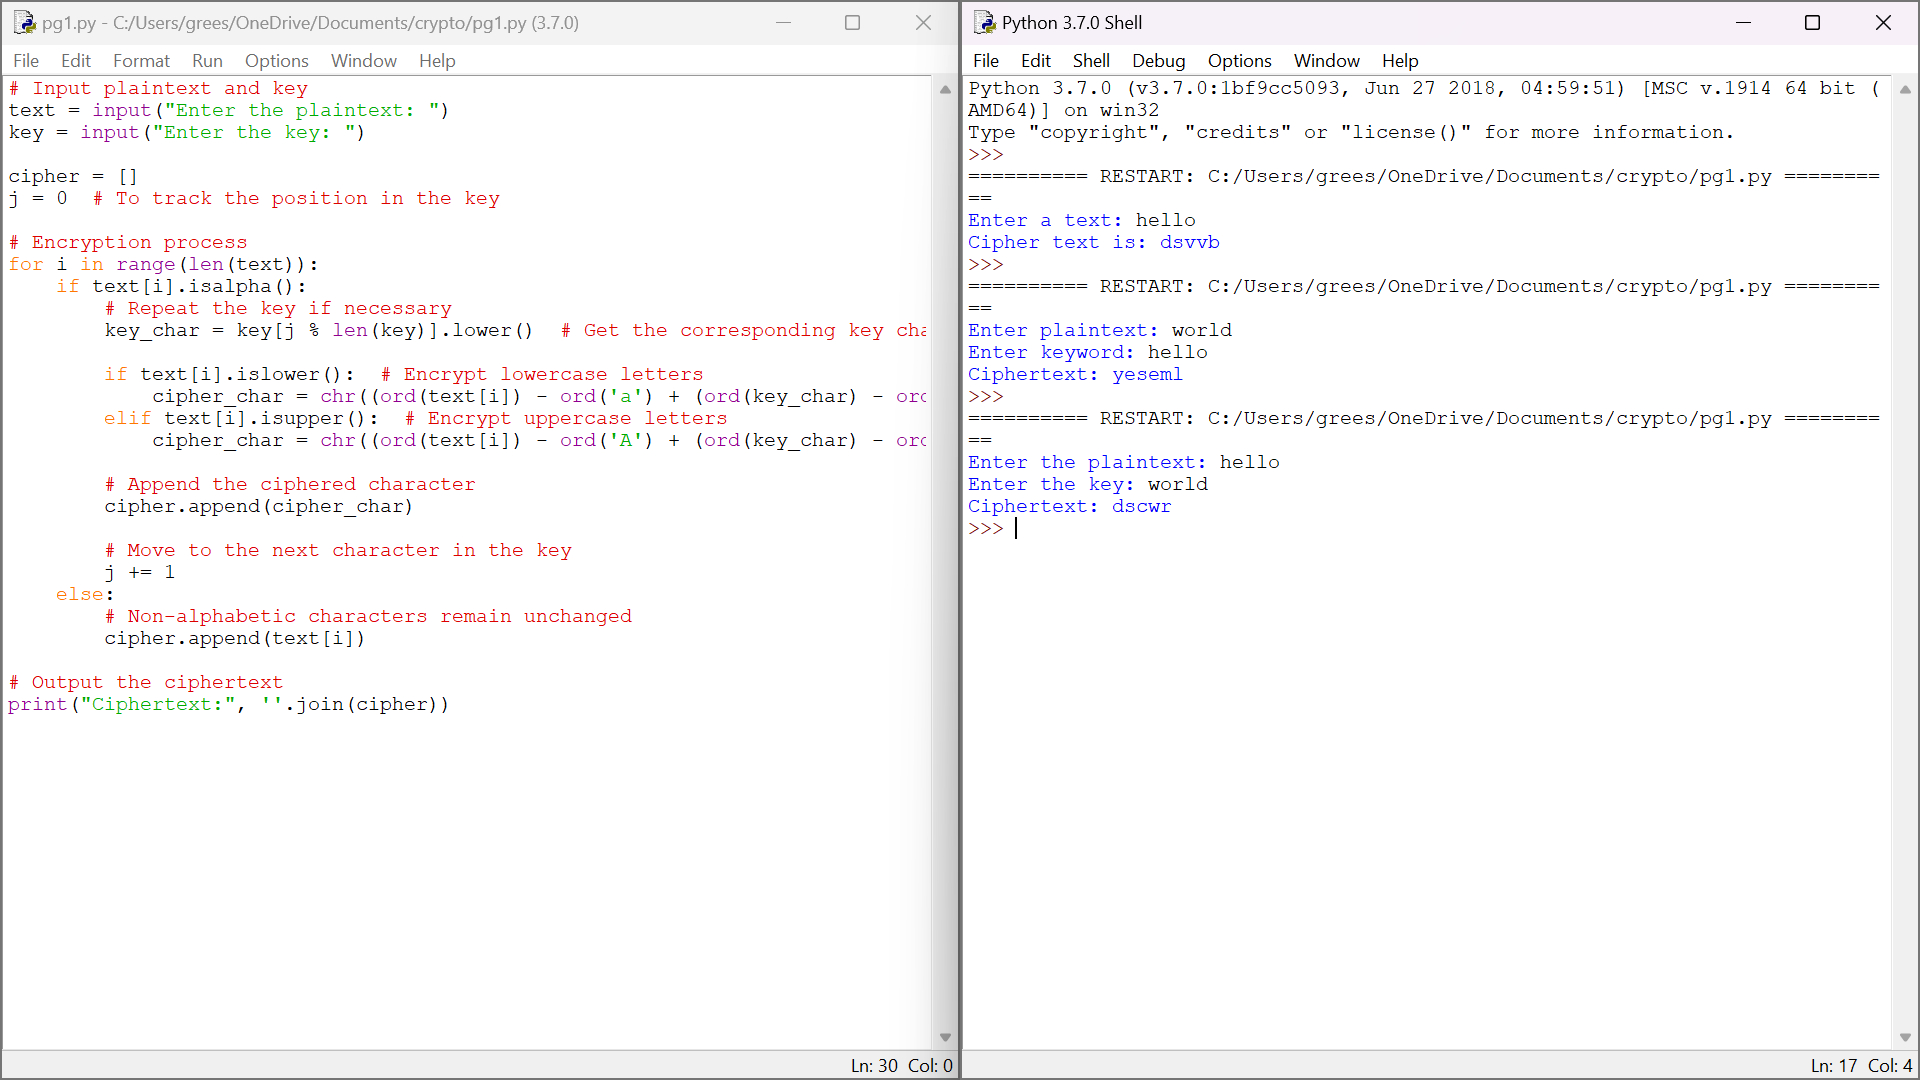 pg1.py - C:/Users/grees/OneDrive/Documents/crypto/pg1.py (3.7.0)
File Edit Format Run Options Window Help
# Input plaintext and key
text = input("Enter the plaintext: ")
key = input("Enter the key: ")
cipher = []
j = 0  # To track the position in the key
# Encryption process
for i in range(len(text)):
    if text[i].isalpha():
        # Repeat the key if necessary
        key_char = key[j % len(key)].lower()  # Get the corresponding key cha
        if text[i].islower():  # Encrypt lowercase letters
            cipher_char = chr((ord(text[i]) - ord('a') + (ord(key_char) - orc
        elif text[i].isupper():  # Encrypt uppercase letters
            cipher_char = chr((ord(text[i]) - ord('A') + (ord(key_char) - orc
        # Append the ciphered character
        cipher.append(cipher_char)
        # Move to the next character in the key
        j += 1
    else:
        # Non-alphabetic characters remain unchanged
        cipher.append(text[i])
# Output the ciphertext
print("Ciphertext:", ''.join(cipher))
Ln: 30 Col: 0
Python 3.7.0 Shell
File Edit Shell Debug Options Window Help
Python 3.7.0 (v3.7.0:1bf9cc5093, Jun 27 2018, 04:59:51) [MSC v.1914 64 bit (
AMD64)] on win32
Type "copyright", "credits" or "license()" for more information.
>>>
========== RESTART: C:/Users/grees/OneDrive/Documents/crypto/pg1.py ========
==
Enter a text: hello
Cipher text is: dsvvb
>>>
========== RESTART: C:/Users/grees/OneDrive/Documents/crypto/pg1.py ========
==
Enter plaintext: world
Enter keyword: hello
Ciphertext: yeseml
>>>
========== RESTART: C:/Users/grees/OneDrive/Documents/crypto/pg1.py ========
==
Enter the plaintext: hello
Enter the key: world
Ciphertext: dscwr
>>>
Ln: 17 Col: 4